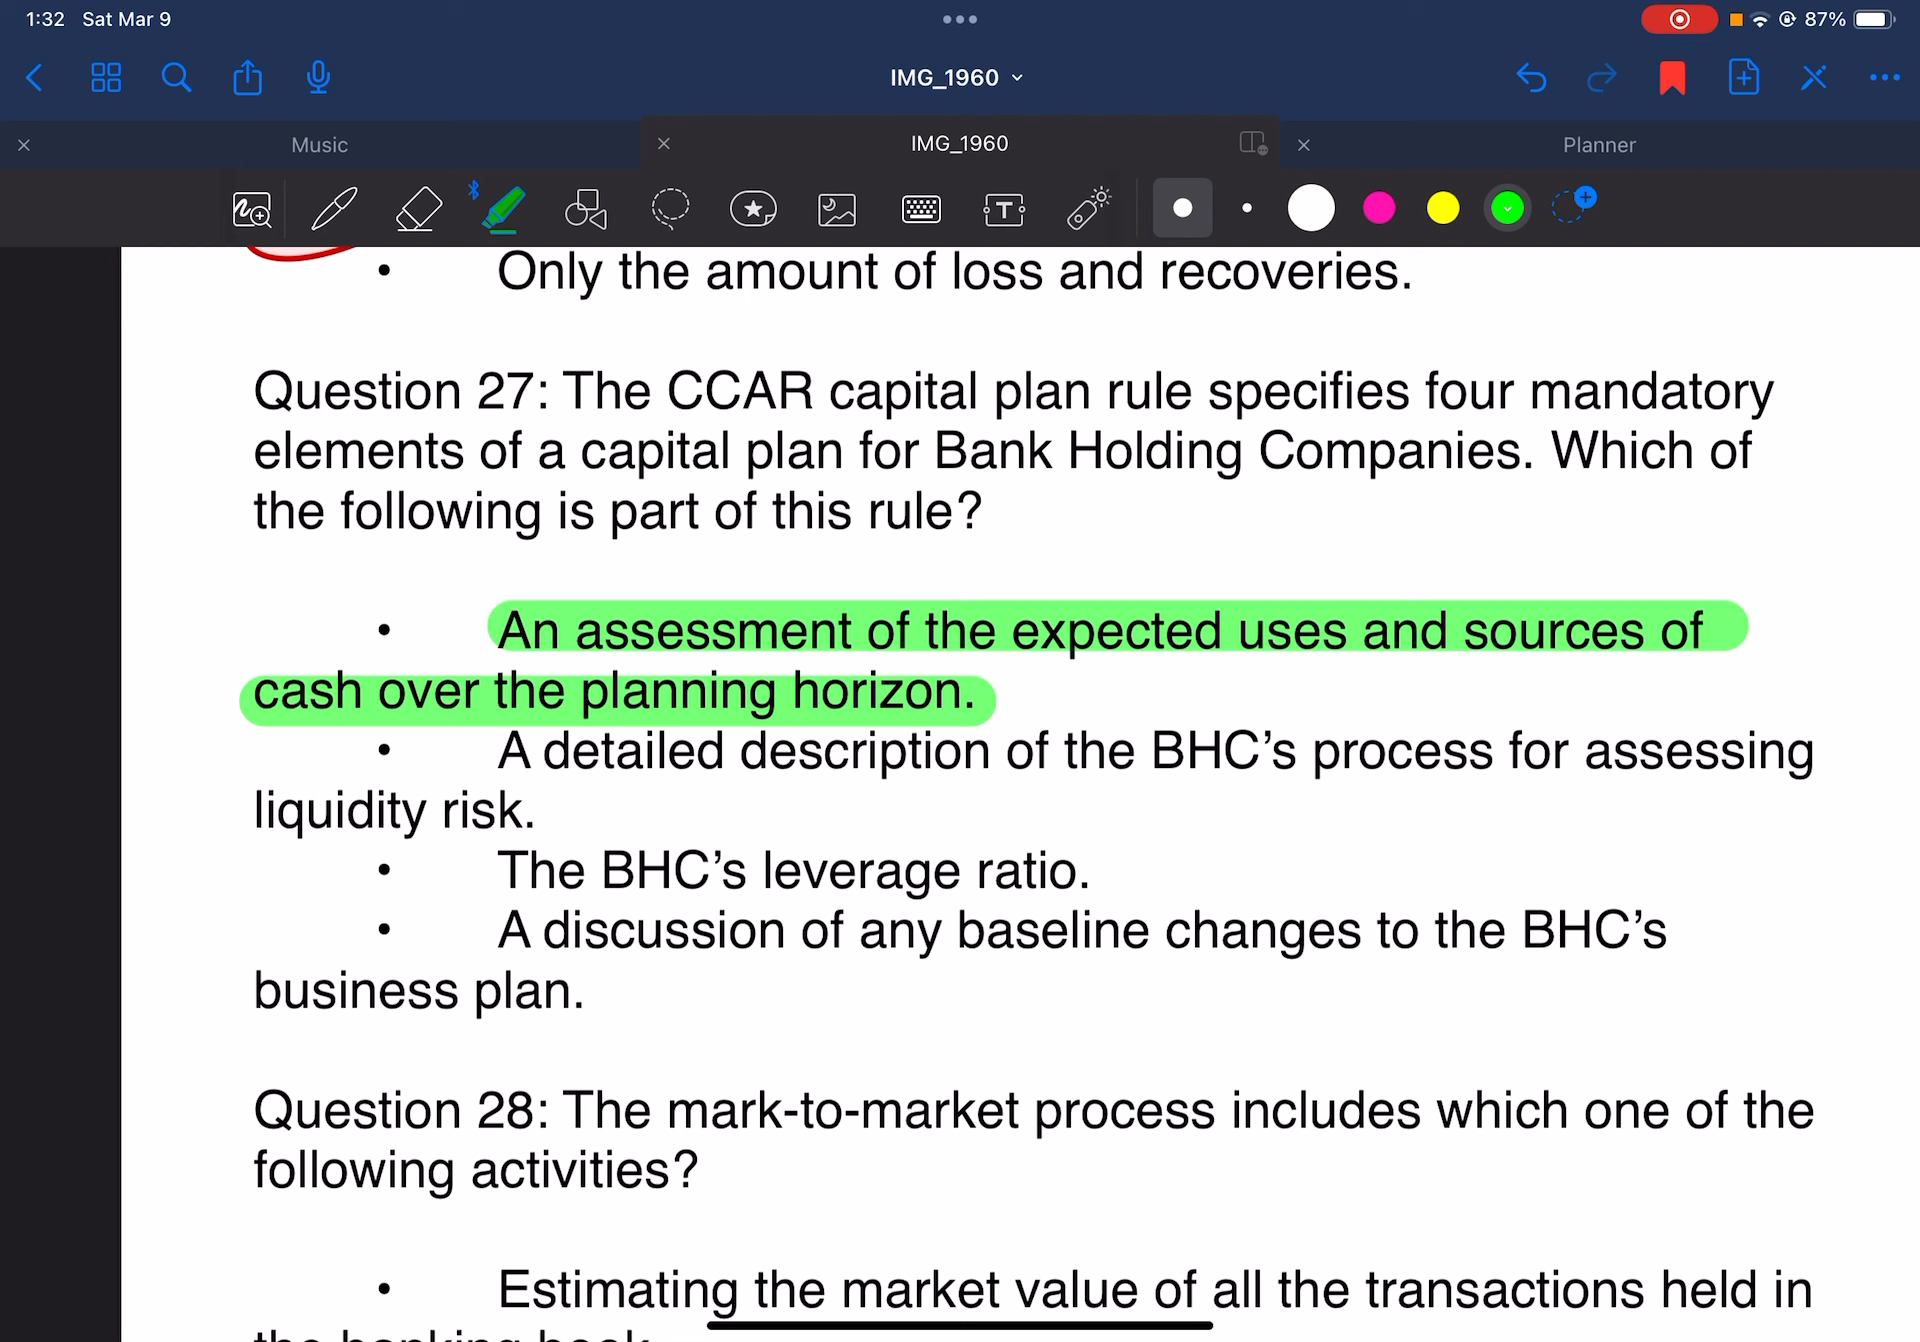 1:32 Sat Mar 9
87%
IMG_1960
Music
IMG_1960
Planner
T
• Only the amount of loss and recoveries.
Question 27: The CCAR capital plan rule specifies four mandatory
elements of a capital plan for Bank Holding Companies. Which of
the following is part of this rule?
• An assessment of the expected uses and sources of
cash over the planning horizon.
• A detailed description of the BHC’s process for assessing
liquidity risk.
• The BHC’s leverage ratio.
• A discussion of any baseline changes to the BHC’s
business plan.
Question 28: The mark-to-market process includes which one of the
following activities?
• Estimating the market value of all the transactions held in
the banking book